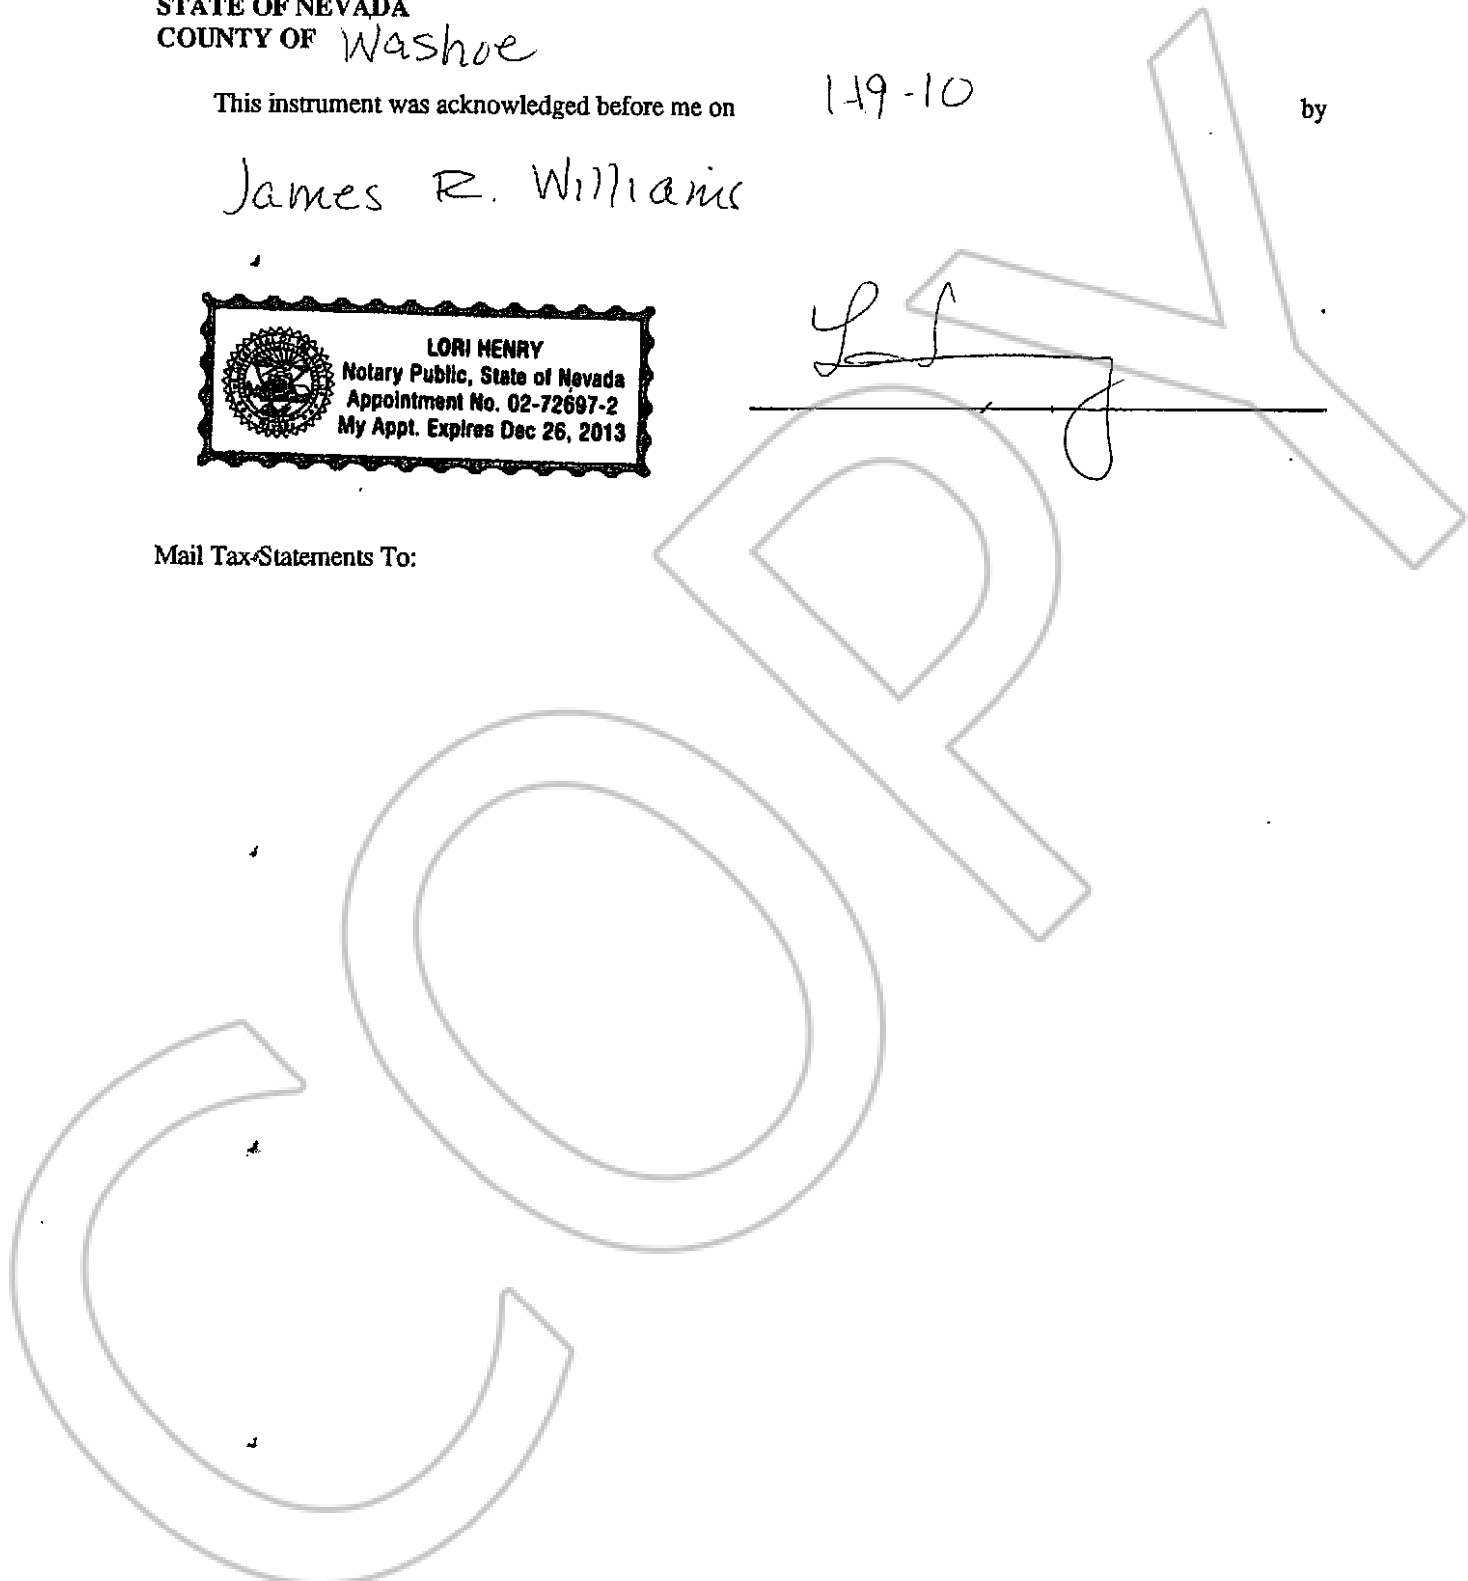 STATE OF NEVADA
COUNTY OF Washoe
This instrument was acknowledged before me on 1-19-10 by
James R. Williams
LORI HENRY
Notary Public, State of Nevada
Appointment No. 02-72697-2
My Appt. Expires Dec 26, 2013
Mail Tax Statements To:
COPY